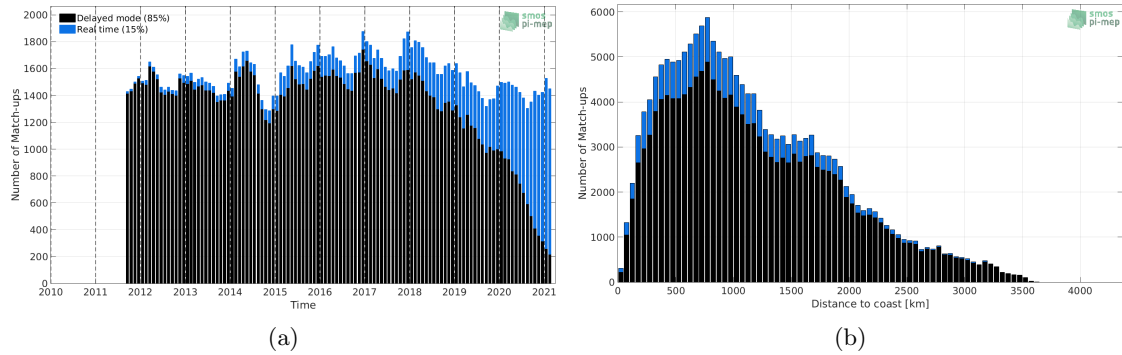 2000
1800
1600
1400
1200
1000
800
600
400
200
0
Number of Match-ups
Delayed mode (85%)
Real time (15%)
smos
pi-mep
2010 2011 2012 2013 2014 2015 2016 2017 2018 2019 2020 2021
Time
(a)
6000
5000
4000
3000
2000
1000
0
Number of Match-ups
smos
pi-mep
0 500 1000 1500 2000 2500 3000 3500 4000
Distance to coast [km]
(b)